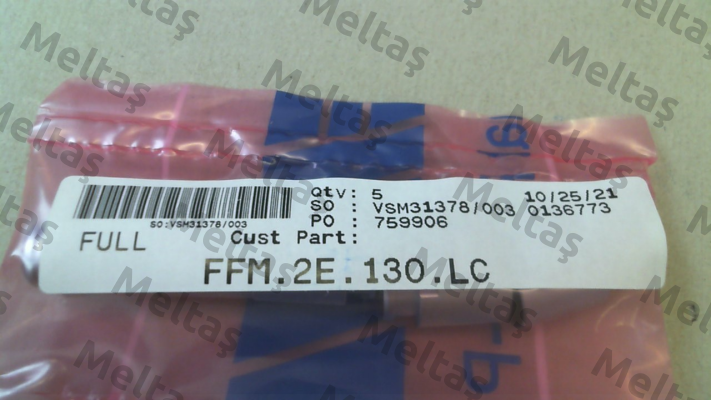 Meltaş
Qty: 5 10/25/21
SO : VSM31378/003 0136773
PO : 759906
SO:VSM31378/003
FULL Cust Part:
FFM.2E.130.LC